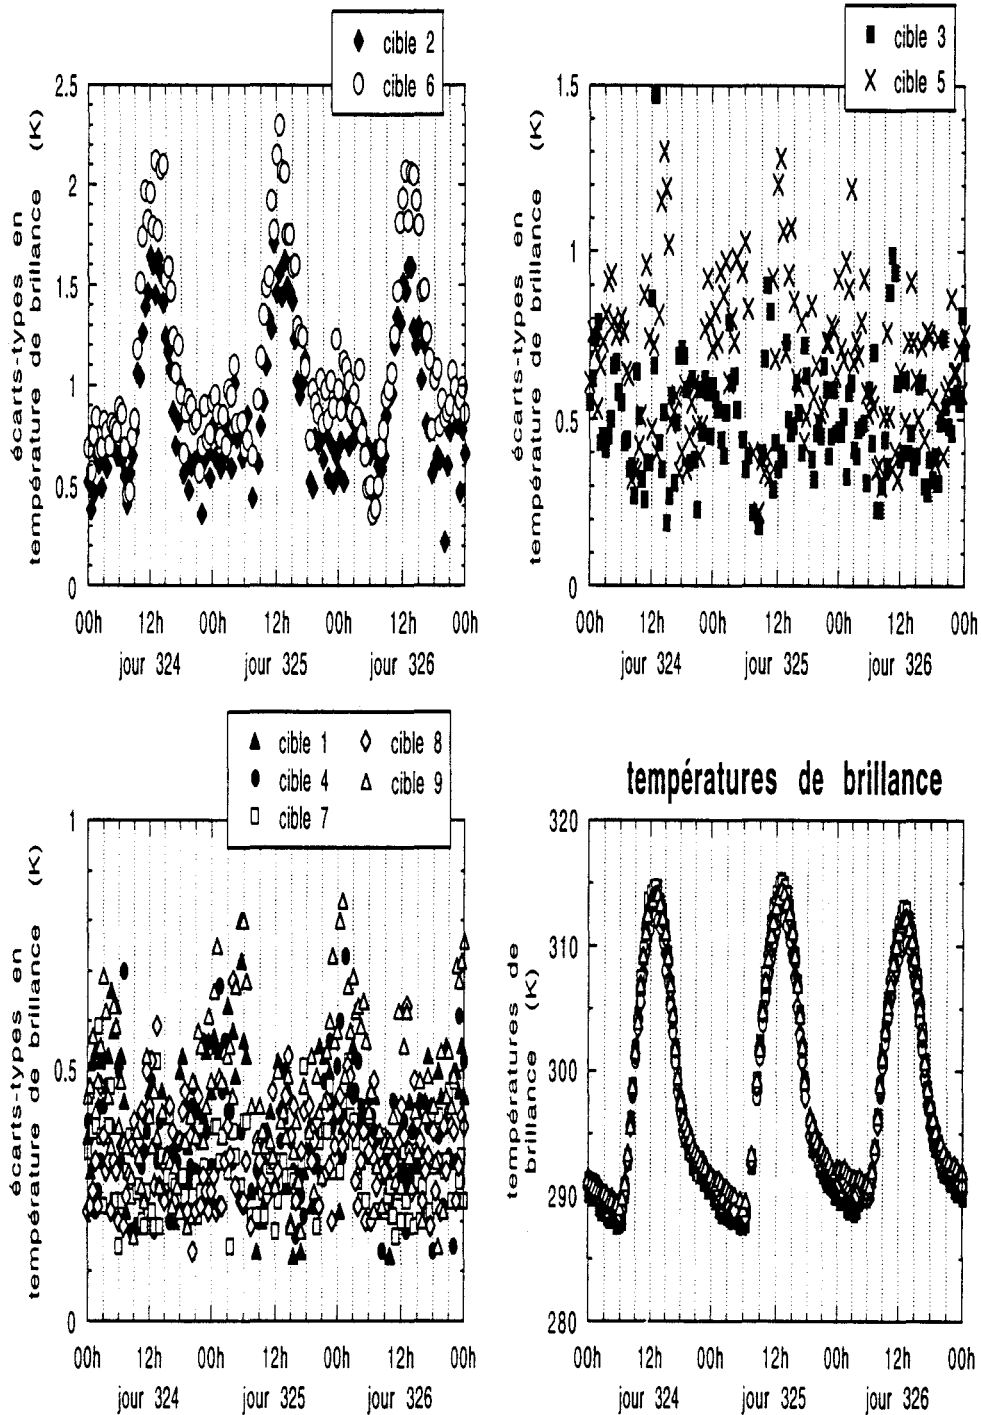 cible 2
cible 6
écarts-types en
température de brillance (K)
2.5
2
1.5
1
0.5
0
00h 12h 00h 12h 00h 12h 00h
jour 324 jour 325 jour 326
cible 3
cible 5
écarts-types en
température de brillance (K)
1.5
1
0.5
0
00h 12h 00h 12h 00h 12h 00h
jour 324 jour 325 jour 326
cible 1 cible 8
cible 4 cible 9
cible 7
écarts-types en
température de brillance (K)
1
0.5
0
00h 12h 00h 12h 00h 12h 00h
jour 324 jour 325 jour 326
températures de brillance
températures de
brillance (K)
320
310
300
290
280
00h 12h 00h 12h 00h 12h 00h
jour 324 jour 325 jour 326